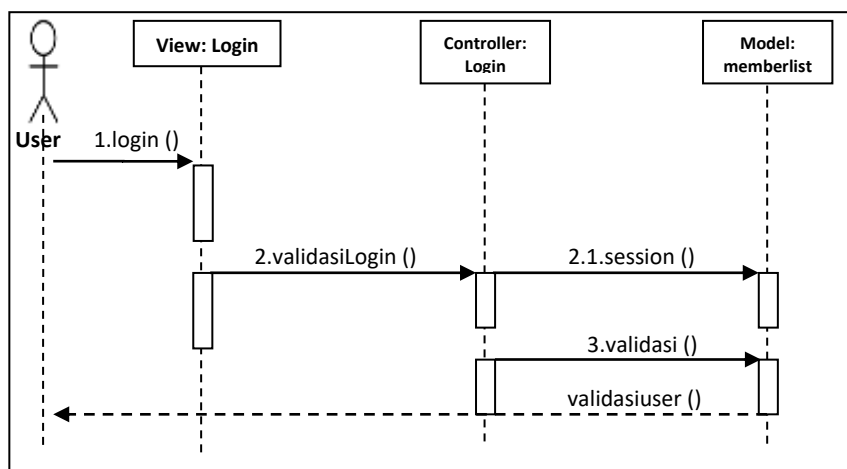 View: Login
Controller:
Login
Model:
memberlist
User
1.login ()
2.validasiLogin ()
2.1.session ()
3.validasi ()
validasiuser ()